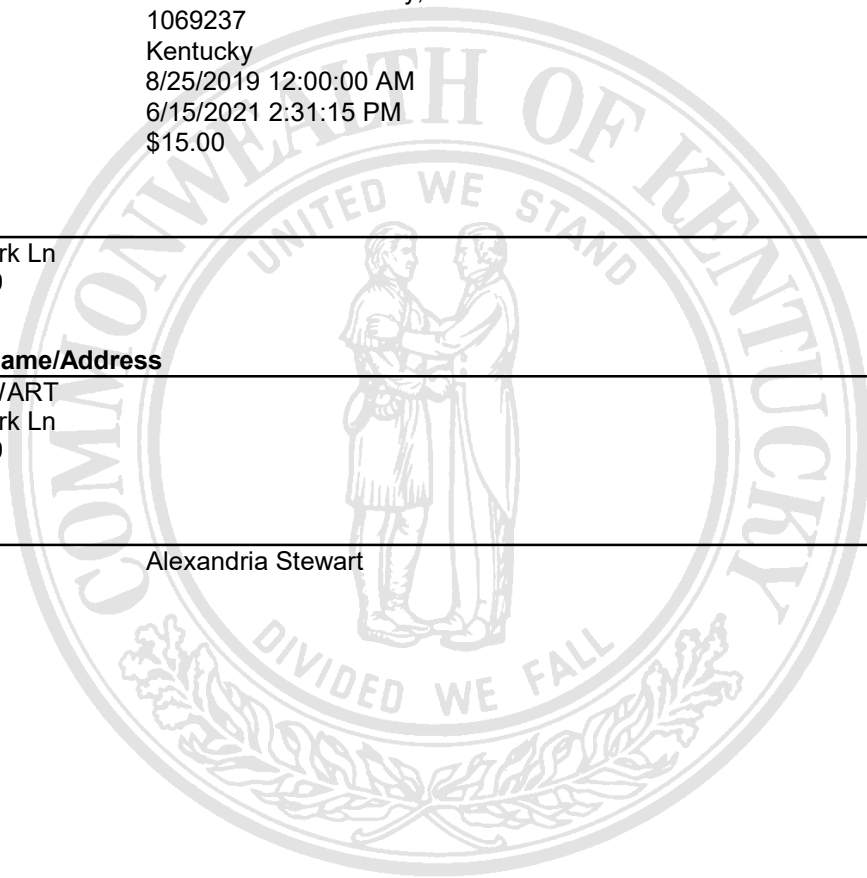 1069237
Kentucky
8/25/2019 12:00:00 AM
6/15/2021 2:31:15 PM
$15.00
COMMONWEALTH OF KENTUCKY
UNITED WE STAND
rk Ln
ame/Address
ART
rk Ln
Alexandria Stewart
DIVIDED WE FALL